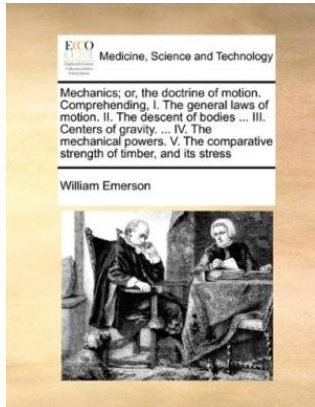 ECCO
Medicine, Science and Technology
Mechanics; or, the doctrine of motion.
Comprehending, I. The general laws of
motion. II. The descent of bodies ... III.
Centers of gravity. ... IV. The
mechanical powers. V. The comparative
strength of timber, and its stress
William Emerson